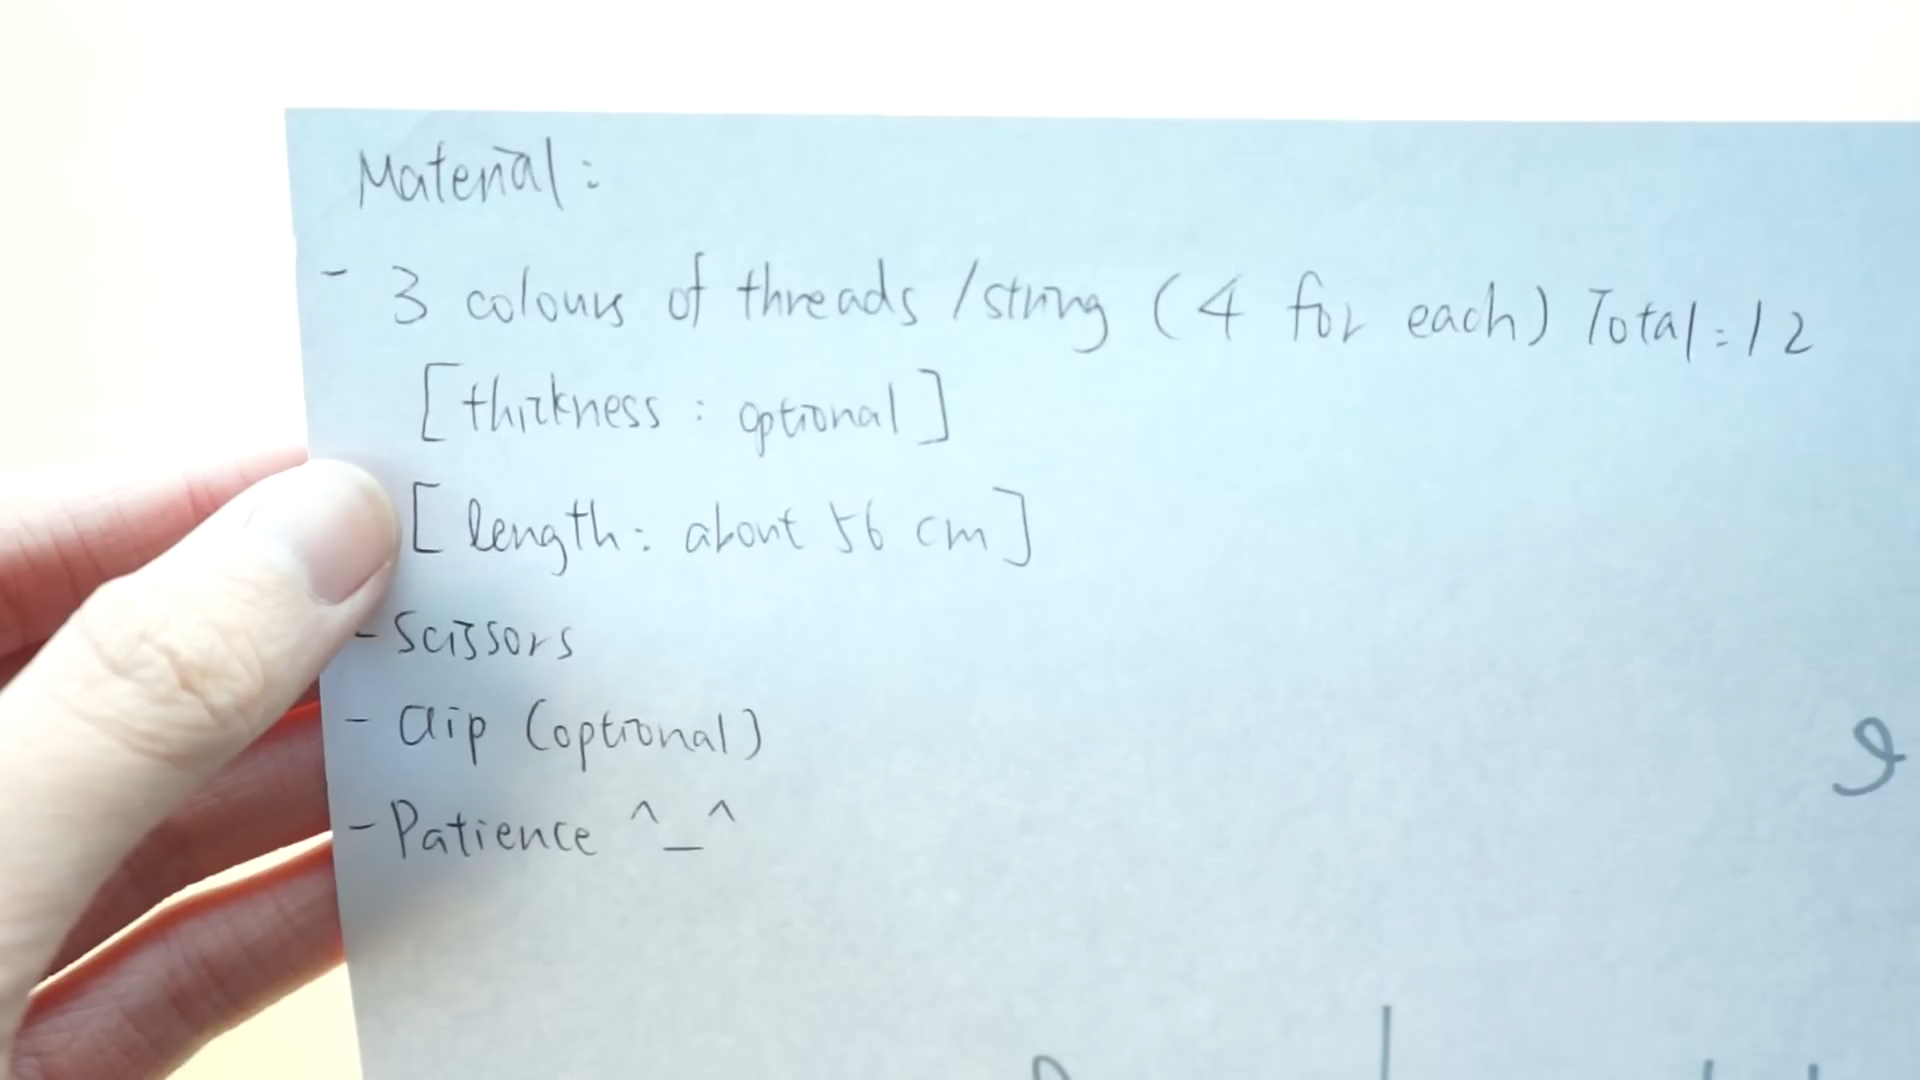 Material:
- 3 colours of threads/string (4 for each) Total:12
[thickness: optional]
[length: about 56 cm]
- Scissors
- Clip (optional)
- Patience ^_^